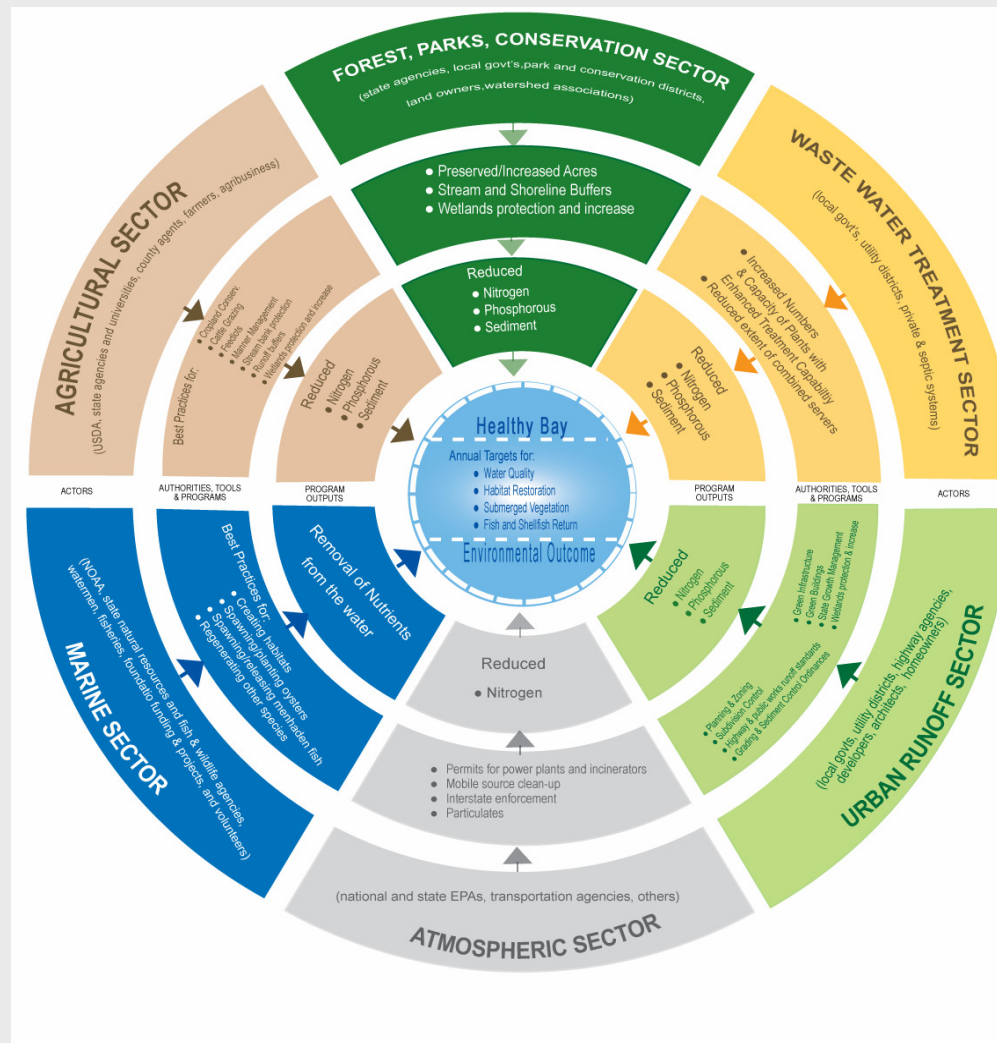 FOREST, PARKS, CONSERVATION SECTOR
(state agencies, local govt's,park and conservation districts,
land owners,watershed associations)
● Preserved/Increased Acres
● Stream and Shoreline Buffers
● Wetlands protection and increase
Reduced
● Nitrogen
● Phosphorous
● Sediment
WASTE WATER TREATMENT SECTOR
(local govt's, utility districts, private & septic systems)
● Increased Numbers
& Capacity of Plants with
Enhanced Treatment Capability
● Reduced extent of combined servers
Reduced
● Nitrogen
● Phosphorous
● Sediment
AGRICULTURAL SECTOR
(USDA, state agencies and universities, county agents, farmers, agribusiness)
Best Practices for:
● Cropland Conserv.
● Cattle Grazing
● Feedlots
● Manner Management
● Stream bank protection
● Runoff buffers
● Wetlands protection and increase
Reduced
● Nitrogen
● Phosphorous
● Sediment
Healthy Bay
Annual Targets for:
● Water Quality
● Habitat Restoration
● Submerged Vegetation
● Fish and Shellfish Return
Environmental Outcome
ACTORS
AUTHORITIES, TOOLS
& PROGRAMS
PROGRAM
OUTPUTS
PROGRAM
OUTPUTS
AUTHORITIES, TOOLS
& PROGRAMS
ACTORS
MARINE SECTOR
(NOAA, state natural resources and fish & wildlife agencies,
watermen, fisheries, foundatio funding & projects, and volunteers)
Best Practices for:
● Creating habitats
● Spawning/planting oysters
● Spawning/releasing menhaden fish
● Regenerating other species
Removal of Nutrients
from the water
Reduced
● Nitrogen
● Permits for power plants and incinerators
● Mobile source clean-up
● Interstate enforcement
● Particulates
(national and state EPAs, transportation agencies, others)
ATMOSPHERIC SECTOR
Reduced
● Nitrogen
● Phosphorous
● Sediment
● Green Infrastructure
● Green Buildings
● State Growth Management
● Wetlands protection & increase
● Planning & Zoning
● Subdivision Control
● Highway & public works runoff standards
● Grading & Sediment Control Ordinances
(local govts, utility districts, highway agencies,
developers, architects, homeowners)
URBAN RUNOFF SECTOR